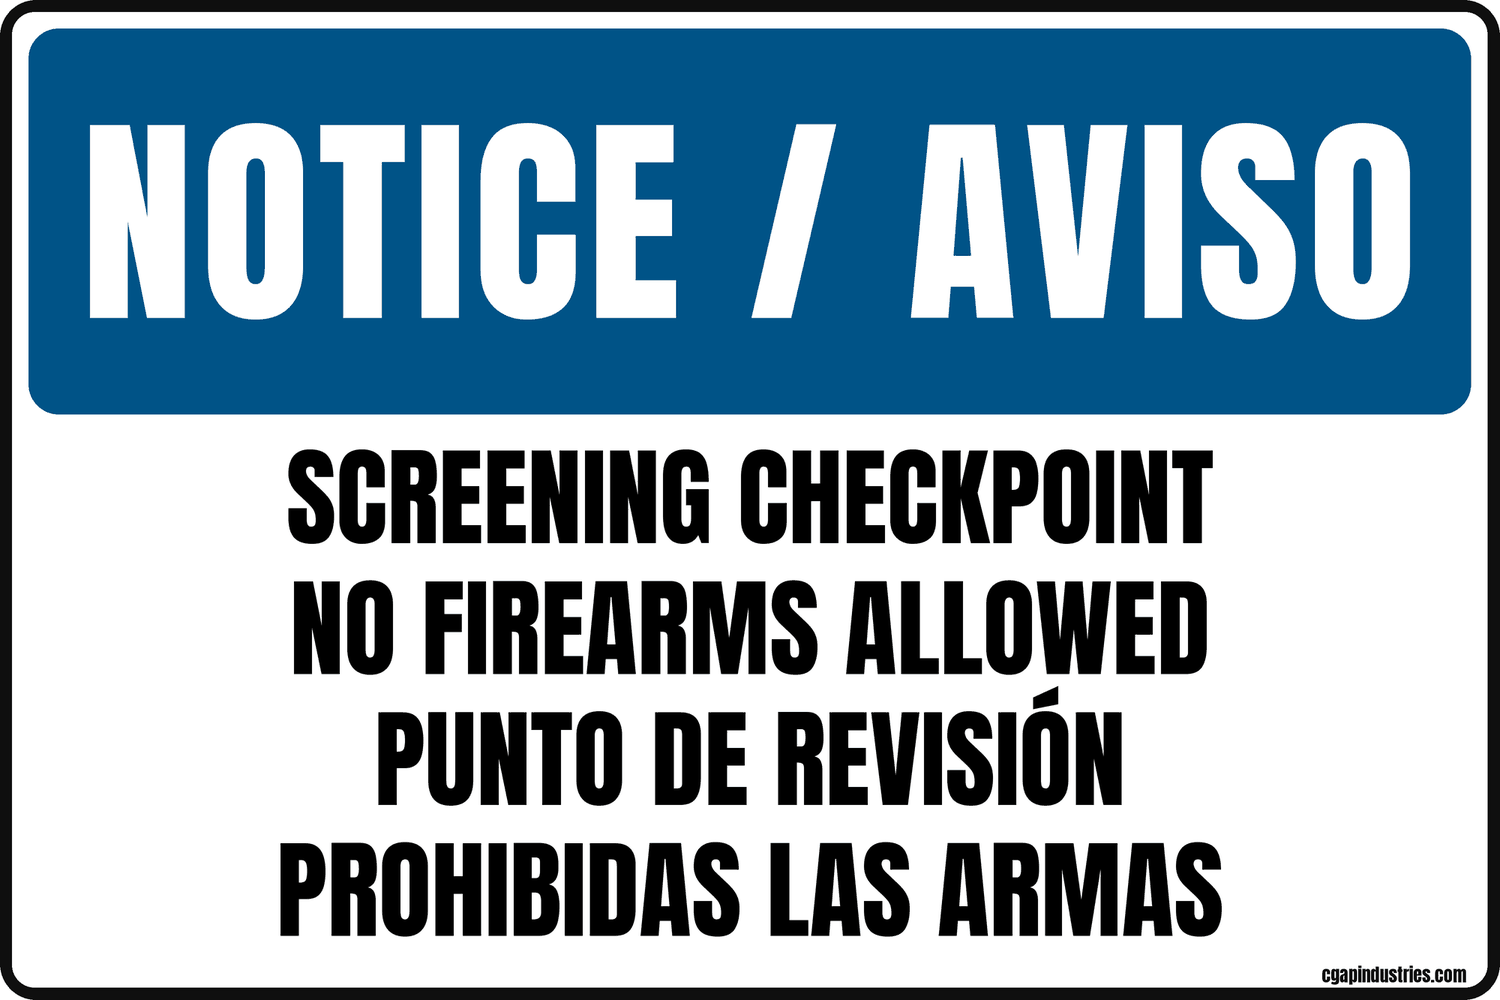 NOTICE / AVISO
SCREENING CHECKPOINT
NO FIREARMS ALLOWED
PUNTO DE REVISIÓN
PROHIBIDAS LAS ARMAS
cgapindustries.com